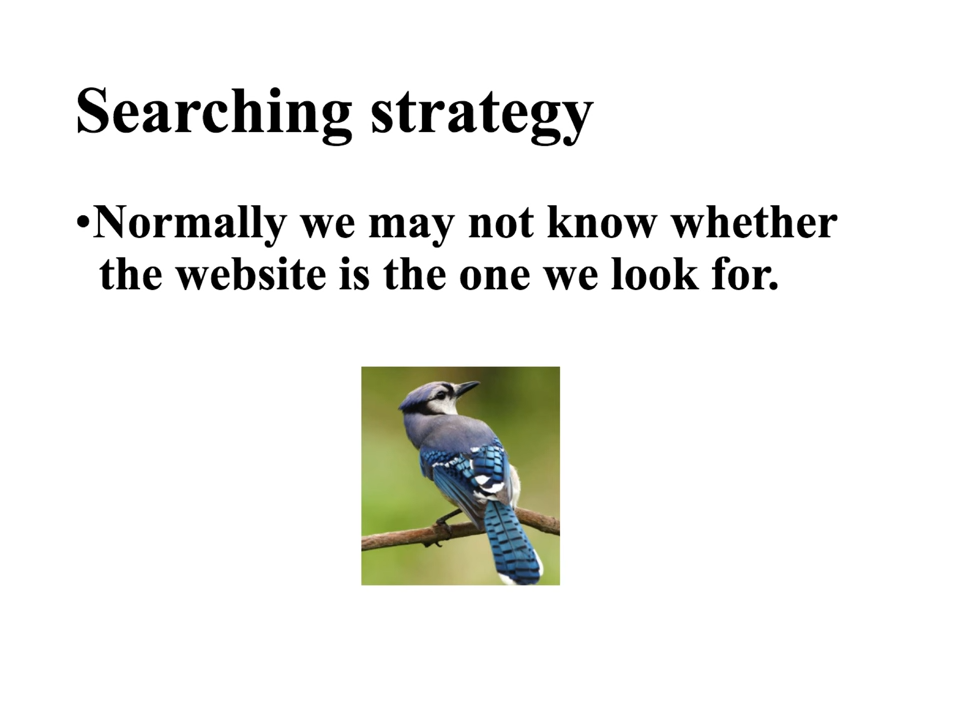 Searching strategy
•Normally we may not know whether
the website is the one we look for.